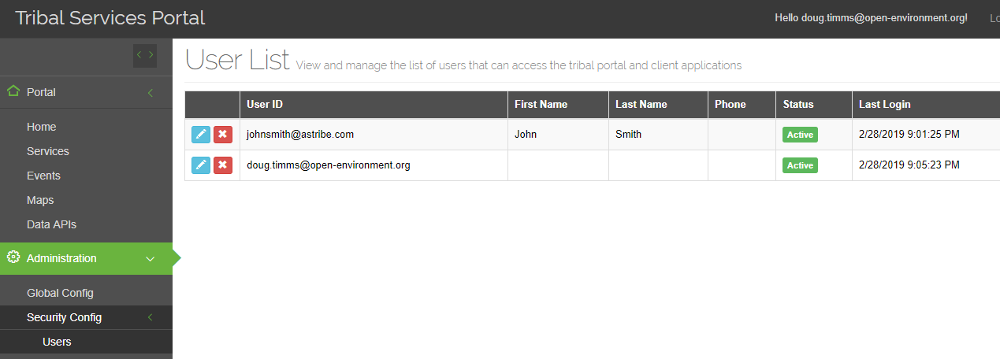 Tribal Services Portal
Hello doug.timms@open-environment.org!
User List View and manage the list of users that can access the tribal portal and client applications
Portal
Home
Services
Events
Maps
Data APIs
Administration
Global Config
Security Config
Users
User ID First Name Last Name Phone Status Last Login
johnsmith@astribe.com John Smith Active 2/28/2019 9:01:25 PM
doug.timms@open-environment.org Active 2/28/2019 9:05:23 PM